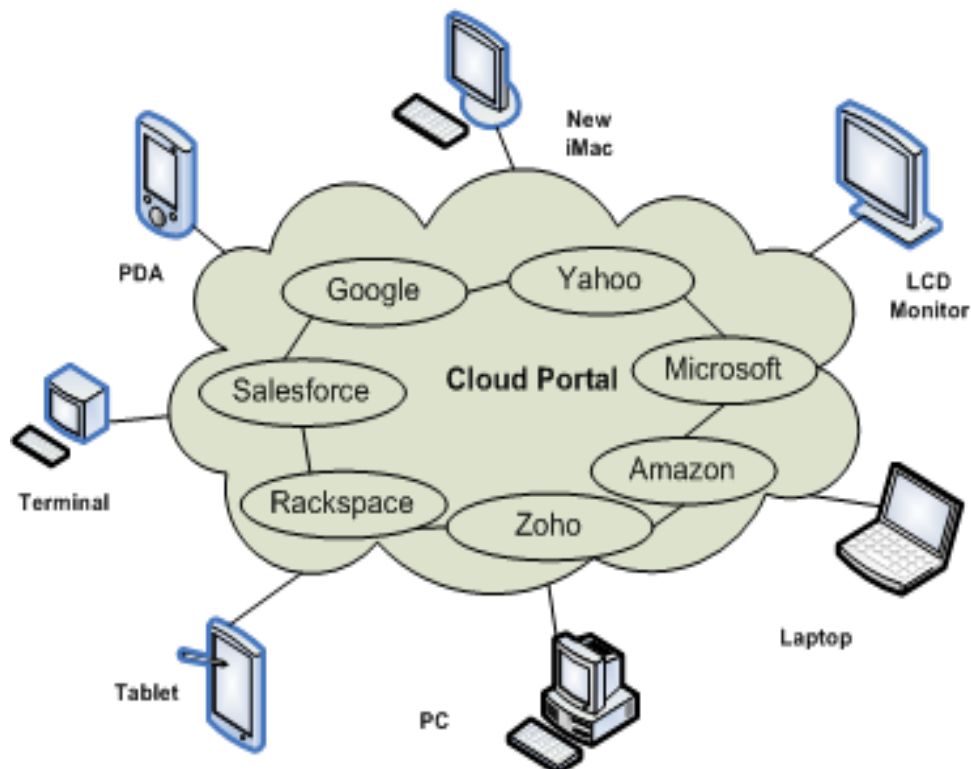 New
iMac
PDA
LCD
Monitor
Google
Yahoo
Cloud Portal
Microsoft
Salesforce
Amazon
Rackspace
Zoho
Terminal
Laptop
Tablet
PC